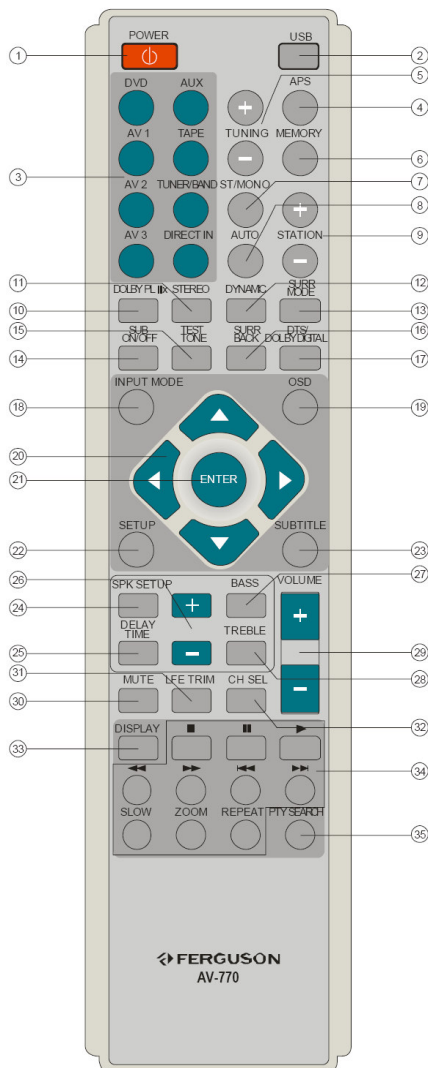 POWER USB
1 2
5
DVD AUX APS
4
AV 1 TAPE TUNING MEMORY
3 6
AV 2 TUNER/BAND ST/MONO
7
8
AV 3 DIRECT IN AUTO STATION
9
11 12
DOLBY PL IIx STEREO DYNAMIC SURR MODE
10 13
15 16
SUB ON/OFF TEST TONE SURR BACK DTS/ DOLBY DIGITAL
14 17
INPUT MODE OSD
18 19
20
21 ENTER
SETUP SUBTITLE
22 23
26 27
SPK SETUP BASS VOLUME
24
DELAY TIME TREBLE
25 29
31 28
MUTE LFE TRIM CH SEL
30
32
DISPLAY
33
34
SLOW ZOOM REPEAT PTY SEARCH
35
FERGUSON
AV-770